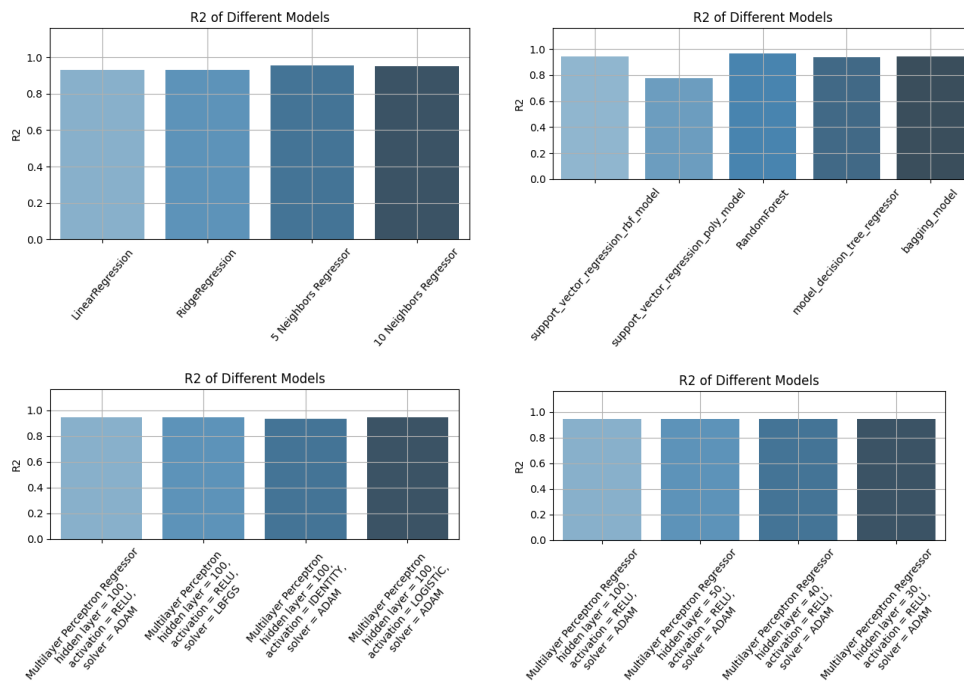 R2 of Different Models
R2
1.0
0.8
0.6
0.4
0.2
0.0
LinearRegression
RidgeRegression
5 Neighbors Regressor
10 Neighbors Regressor
R2 of Different Models
R2
1.0
0.8
0.6
0.4
0.2
0.0
support_vector_regression_rbf_model
support_vector_regression_poly_model
RandomForest
model_decision_tree_regressor
bagging_model
R2 of Different Models
R2
1.0
0.8
0.6
0.4
0.2
0.0
Multilayer Perceptron Regressor
hidden layer = 100,
activation = RELU,
solver = ADAM
Multilayer Perceptron
hidden layer = 100,
activation = RELU,
solver = LBFGS
Multilayer Perceptron
hidden layer = 100,
activation = IDENTITY,
solver = ADAM
Multilayer Perceptron
hidden layer = 100,
activation = LOGISTIC,
solver = ADAM
R2 of Different Models
R2
1.0
0.8
0.6
0.4
0.2
0.0
Multilayer Perceptron Regressor
hidden layer = 100,
activation = RELU,
solver = ADAM
Multilayer Perceptron Regressor
hidden layer = 50,
activation = RELU,
solver = ADAM
Multilayer Perceptron Regressor
hidden layer = 40,
activation = RELU,
solver = ADAM
Multilayer Perceptron Regressor
hidden layer = 30,
activation = RELU,
solver = ADAM